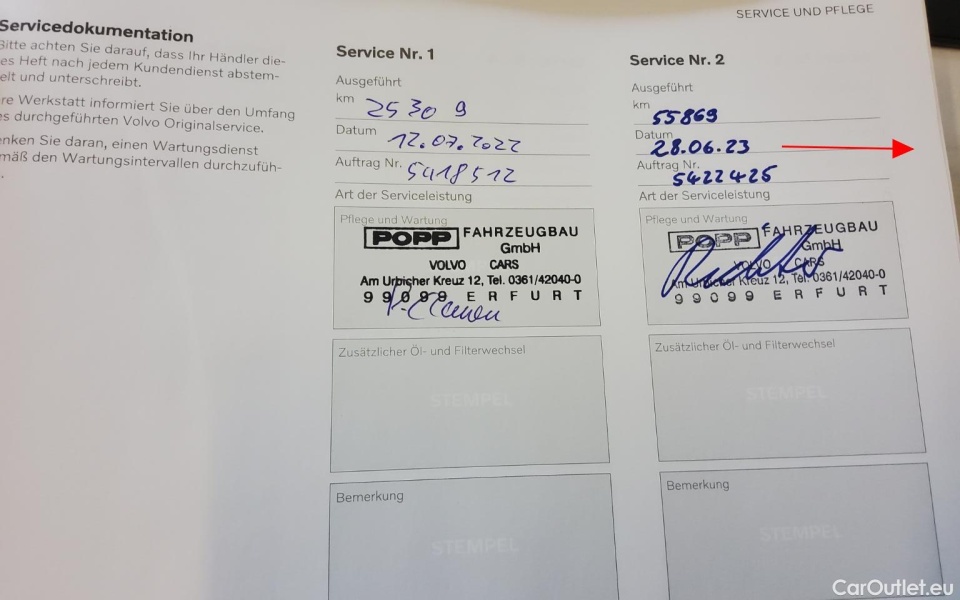 SERVICE UND PFLEGE
Servicedokumentation
Bitte achten Sie darauf, dass Ihr Händler die-
es Heft nach jedem Kundendienst abstem-
elt und unterschreibt.
re Werkstatt informiert Sie über den Umfang
s durchgeführten Volvo Originalservice.
enken Sie daran, einen Wartungsdienst
mäß den Wartungsintervallen durchzufüh-
.
Service Nr. 1
Ausgeführt
km 25309
Datum 12.07.2022
Auftrag Nr. 5418512
Art der Serviceleistung
Pflege und Wartung
POPP FAHRZEUGBAU
GmbH
VOLVO CARS
Am Urbicher Kreuz 12, Tel. 0361/42040-0
99099 ERFURT
Zusätzlicher Öl- und Filterwechsel
STEMPEL
Bemerkung
STEMPEL
Service Nr. 2
Ausgeführt
km 55869
Datum 28.06.23
Auftrag Nr. 5422425
Art der Serviceleistung
Pflege und Wartung
POPP FAHRZEUGBAU
GmbH
VOLVO CARS
Am Urbicher Kreuz 12, Tel. 0361/42040-0
99099 ERFURT
Zusätzlicher Öl- und Filterwechsel
STEMPEL
Bemerkung
STEMPEL
CarOutlet.eu